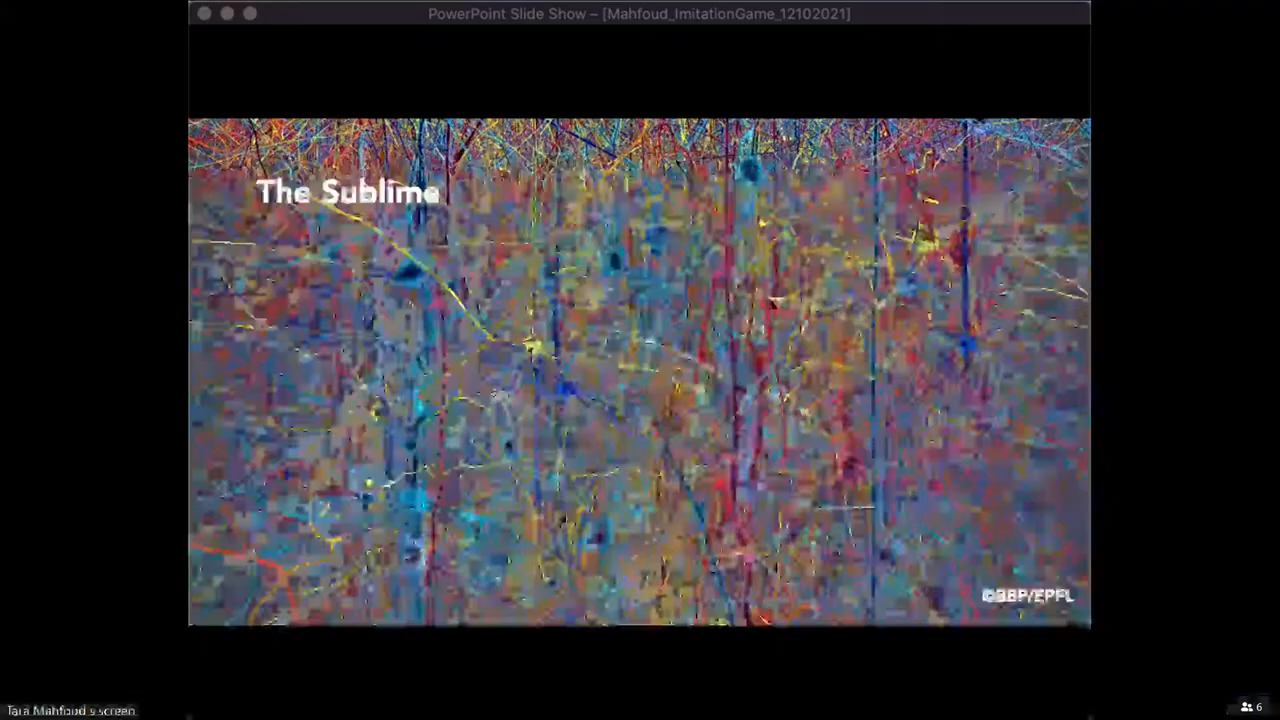 PowerPoint Slide Show – [Mahfoud_ImitationGame_12102021]
The Sublime
©BBP/EPFL
Tara Mahfoud's screen
6